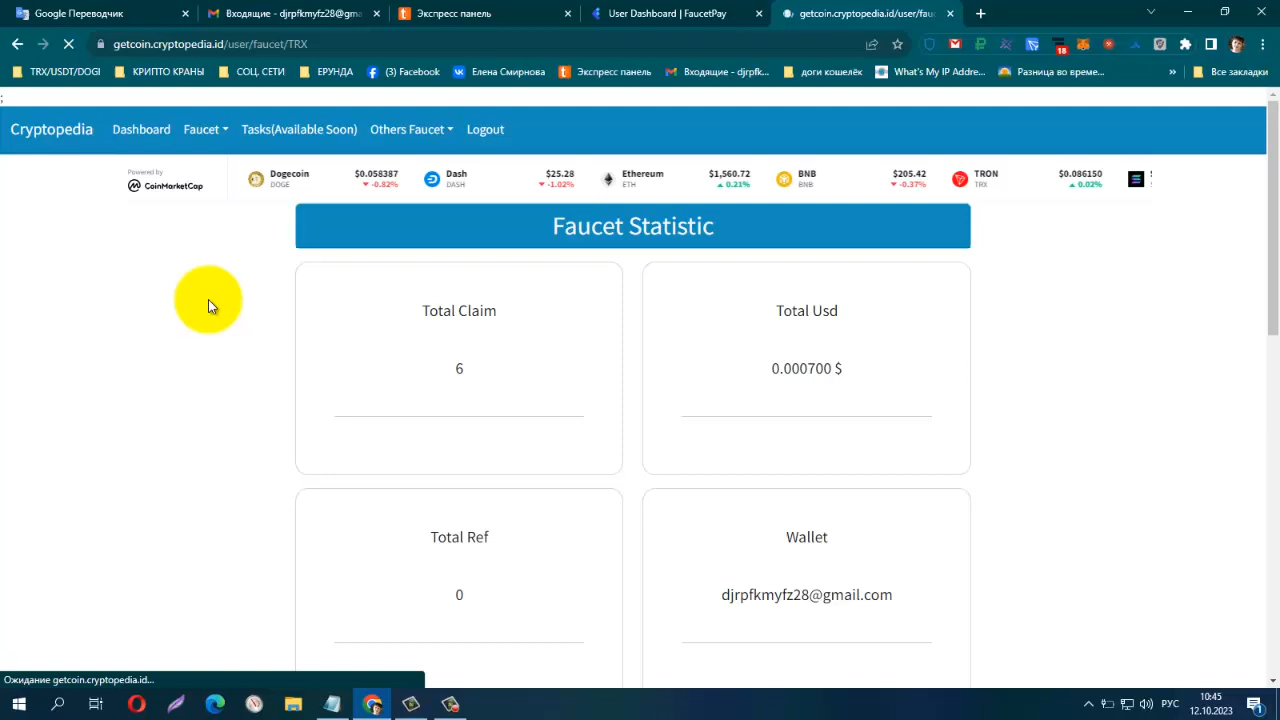 Google Переводчик
Входящие - djrpfkmyfz28@gma
Экспресс панель
User Dashboard | FaucetPay
getcoin.cryptopedia.id/user/fau
getcoin.cryptopedia.id/user/faucet/TRX
18
TRX/USDT/DOGI
КРИПТО КРАНЫ
СОЦ. СЕТИ
ЕРУНДА
(3) Facebook
Елена Смирнова
Экспресс панель
Входящие - djrpfk...
доги кошелёк
What's My IP Addre...
Разница во време...
»
Все закладки
;
Cryptopedia
Dashboard
Faucet
Tasks(Available Soon)
Others Faucet
Logout
Powered by
CoinMarketCap
Dogecoin $0.058387
DOGE ▼ -0.82%
Dash $25.28
DASH ▼ -1.02%
Ethereum $1,560.72
ETH ▲ 0.21%
BNB $205.42
BNB ▼ -0.37%
TRON $0.086150
TRX ▲ 0.02%
Faucet Statistic
Total Claim
6
Total Usd
0.000700 $
Total Ref
0
Wallet
djrpfkmyfz28@gmail.com
Ожидание getcoin.cryptopedia.id...
РУС
10:45
12.10.2023
1